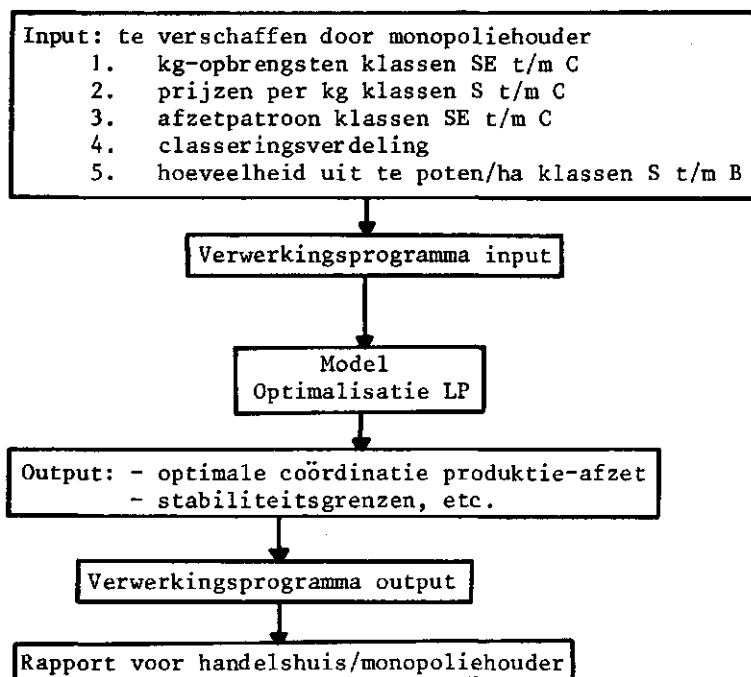 Input: te verschaffen door monopoliehouder
1. kg-opbrengsten klassen SE t/m C
2. prijzen per kg klassen S t/m C
3. afzetpatroon klassen SE t/m C
4. classeringsverdeling
5. hoeveelheid uit te poten/ha klassen S t/m B
Verwerkingsprogramma input
Model
Optimalisatie LP
Output: - optimale coördinatie produktie-afzet
- stabiliteitsgrenzen, etc.
Verwerkingsprogramma output
Rapport voor handelshuis/monopoliehouder